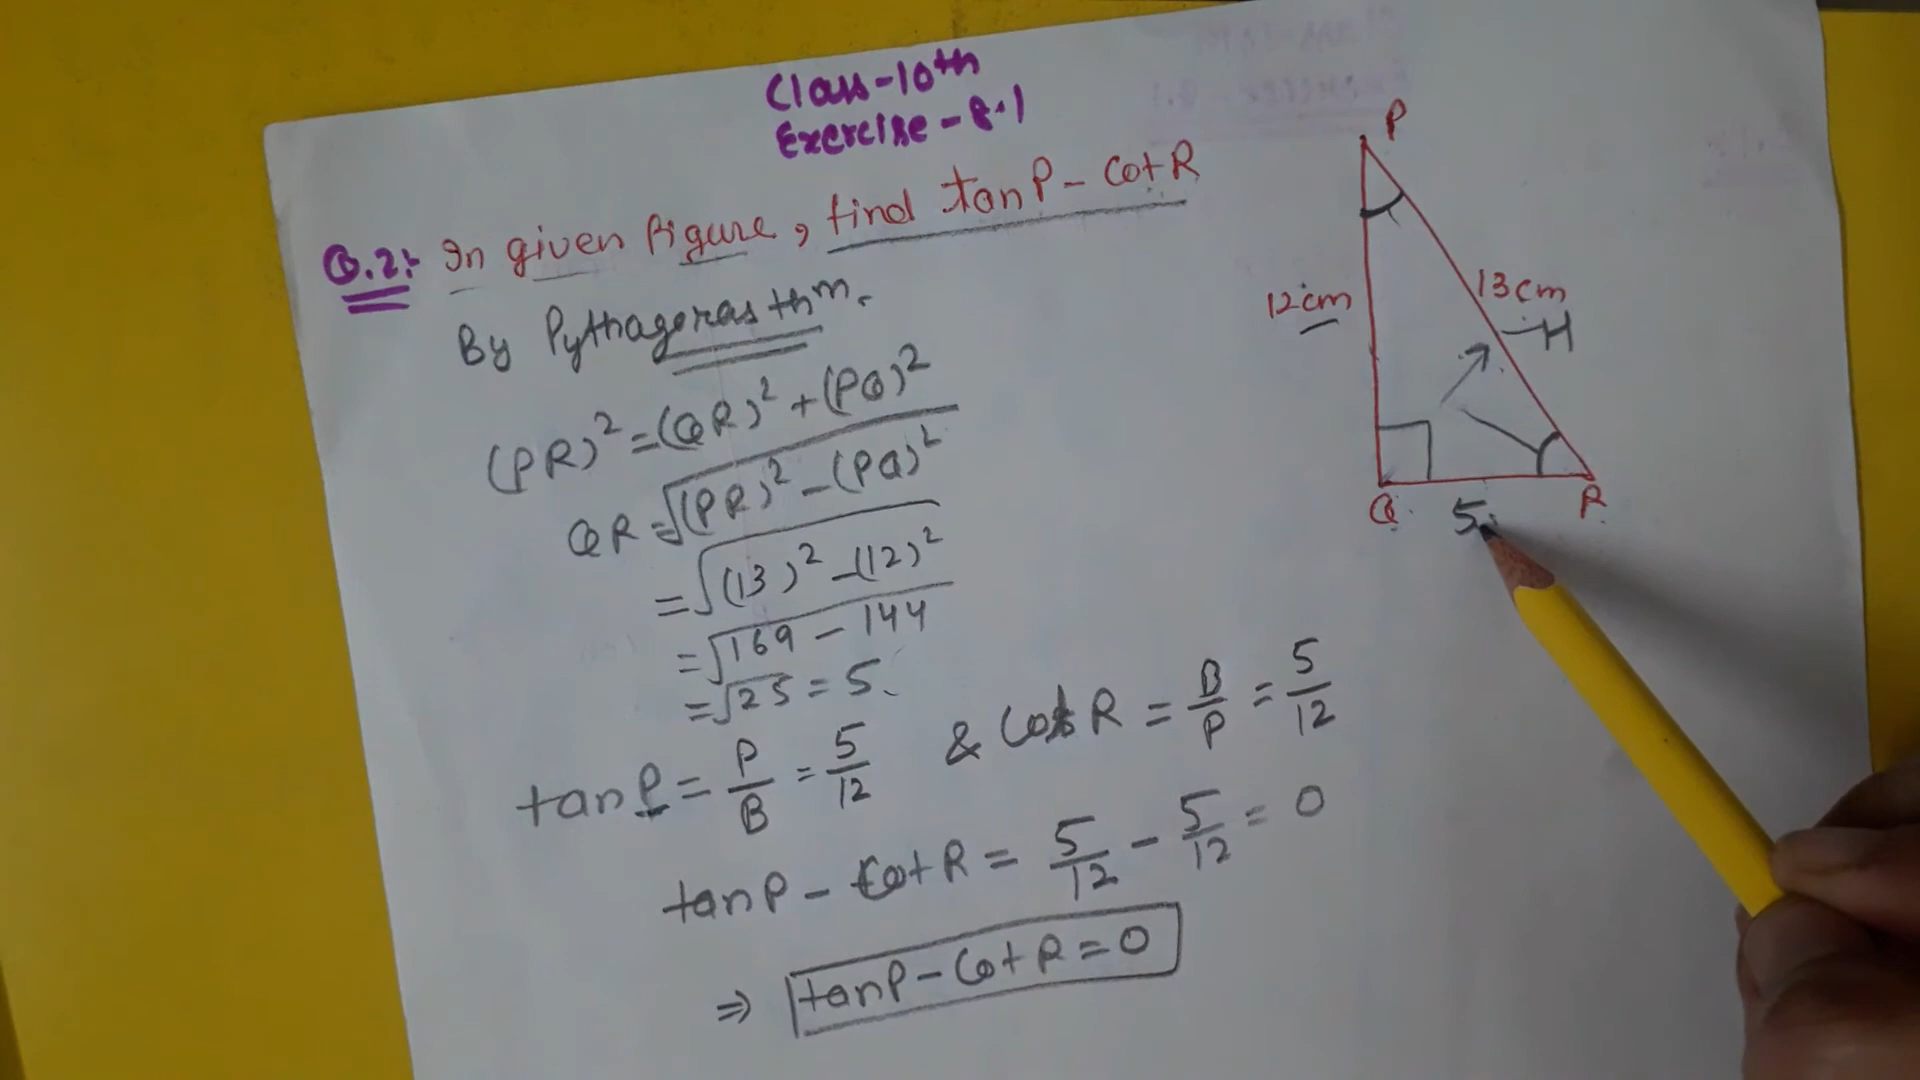 Class-10th
Exercise-8.1
Q.2:- In given figure, find tanP - CotR
By Pythagoras thm.
(PR)² = (QR)² + (PQ)²
QR = √(PR)² - (PQ)²
= √(13)² - (12)²
= √169 - 144
= √25 = 5
tanP = P/B = 5/12 & CotR = B/P = 5/12
tanP - CotR = 5/12 - 5/12 = 0
⇒ tanP - CotR = 0
P
12cm
13cm
H
Q
5
R